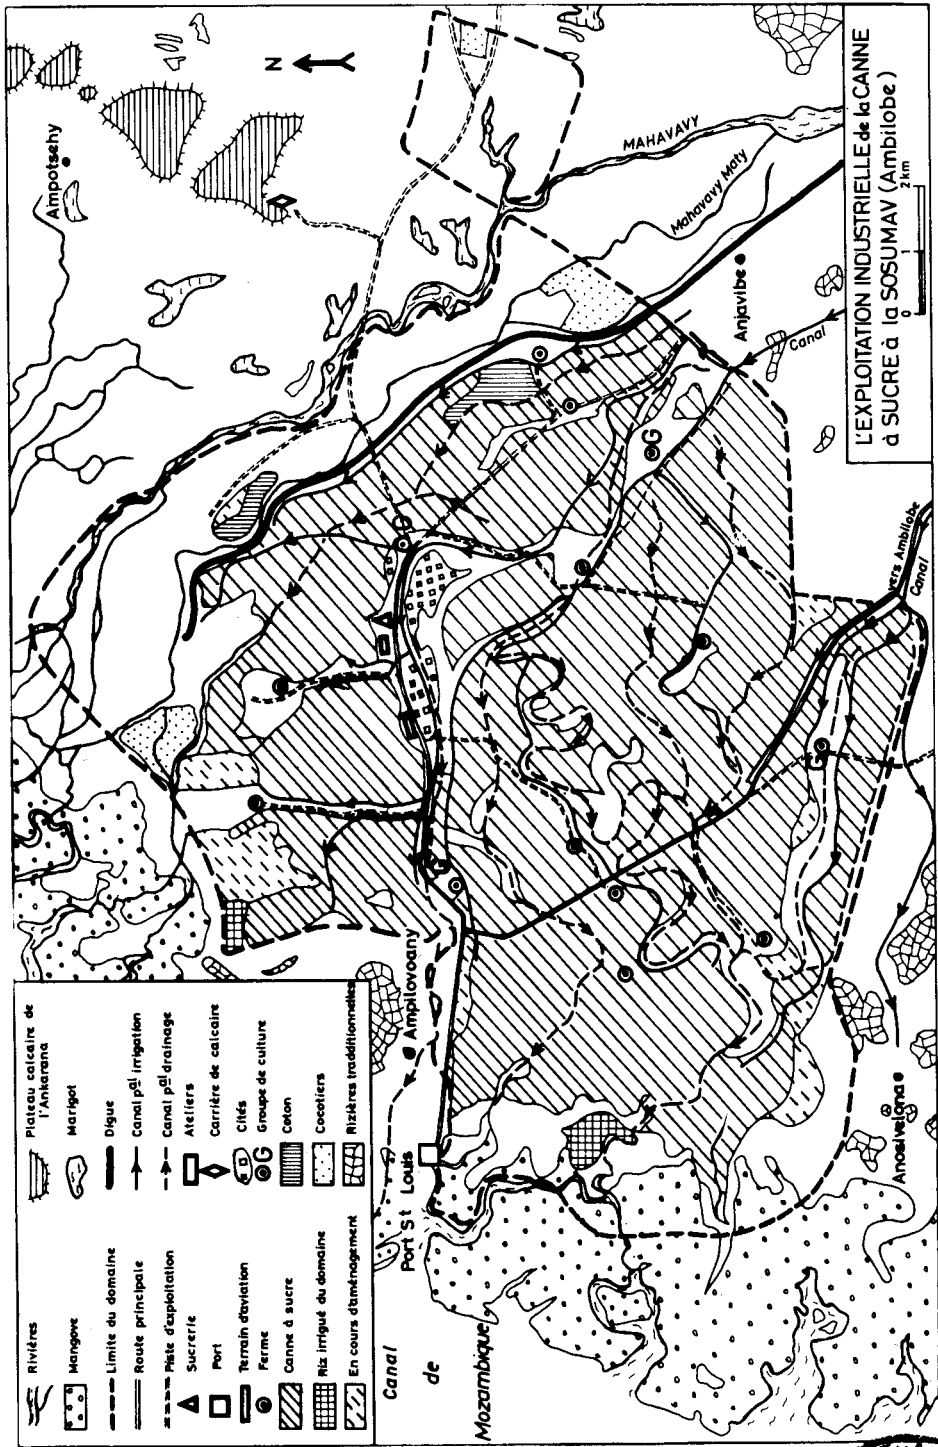 L'EXPLOITATION INDUSTRIELLE de la CANNE
à SUCRE à la SOSUMAV (Ambilobe)
0 1 2 km
N
Rivières
Mangove
Limite du domaine
Route principale
Piste d'exploitation
Sucrerie
Port
Terrain d'aviation
Ferme
Canne à sucre
Riz irrigué du domaine
En cours d'aménagement
Plateau calcaire de
l'Ankarana
Marigot
Digue
Canal pal irrigation
Canal pal drainage
Ateliers
Carrière de calcaire
Cités
G Groupe de culture
Coton
Cocotiers
Rizières tradditionnelles
Canal
de
Mozambique
Port St Louis
Ampilovoany
Anosivelona
Ampotsehy
MAHAVAVY
Mahavavy Maty
Anjavibe
Canal
vers Ambilobe
Canal
G
G
G
G